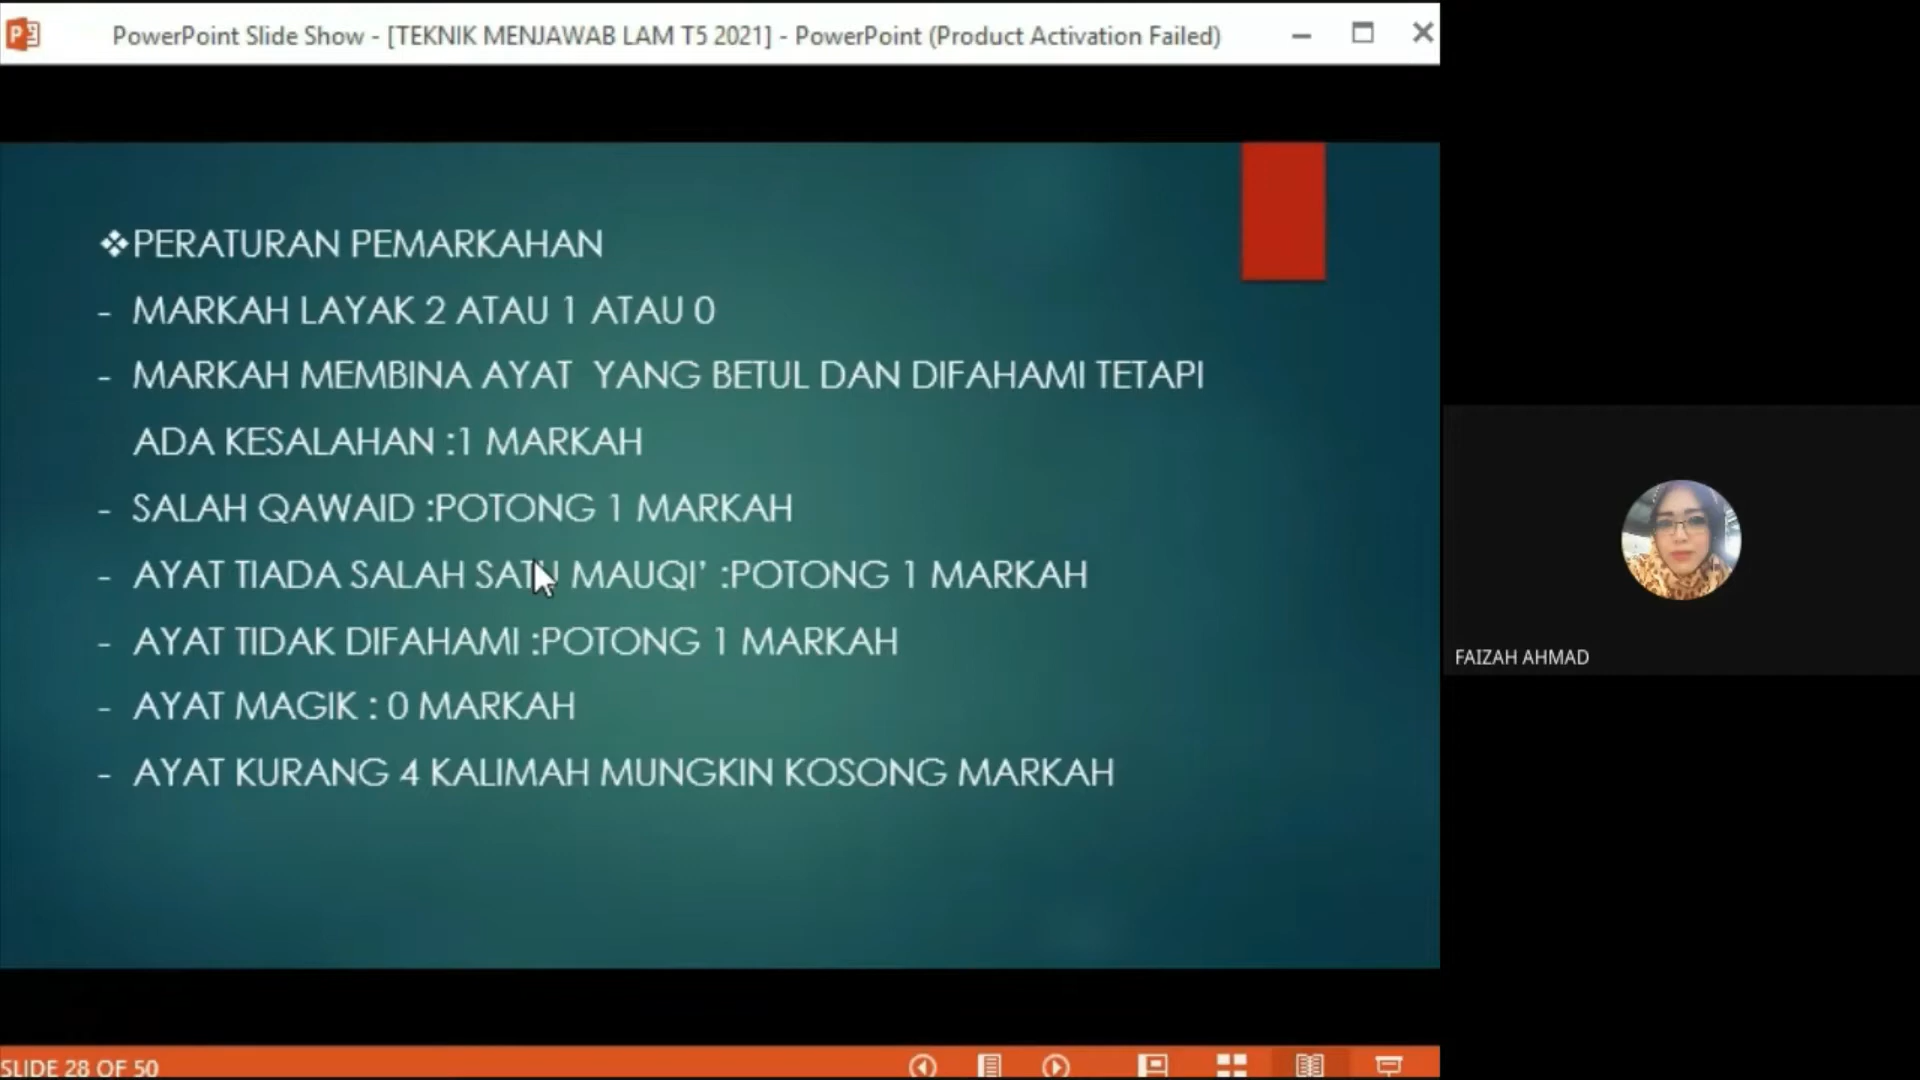 PowerPoint Slide Show - [TEKNIK MENJAWAB LAM T5 2021] - PowerPoint (Product Activation Failed)
❖PERATURAN PEMARKAHAN
- MARKAH LAYAK 2 ATAU 1 ATAU 0
- MARKAH MEMBINA AYAT YANG BETUL DAN DIFAHAMI TETAPI
ADA KESALAHAN :1 MARKAH
- SALAH QAWAID :POTONG 1 MARKAH
- AYAT TIADA SALAH SATU MAUQI' :POTONG 1 MARKAH
- AYAT TIDAK DIFAHAMI :POTONG 1 MARKAH
- AYAT MAGIK : 0 MARKAH
- AYAT KURANG 4 KALIMAH MUNGKIN KOSONG MARKAH
FAIZAH AHMAD
SLIDE 28 OF 50